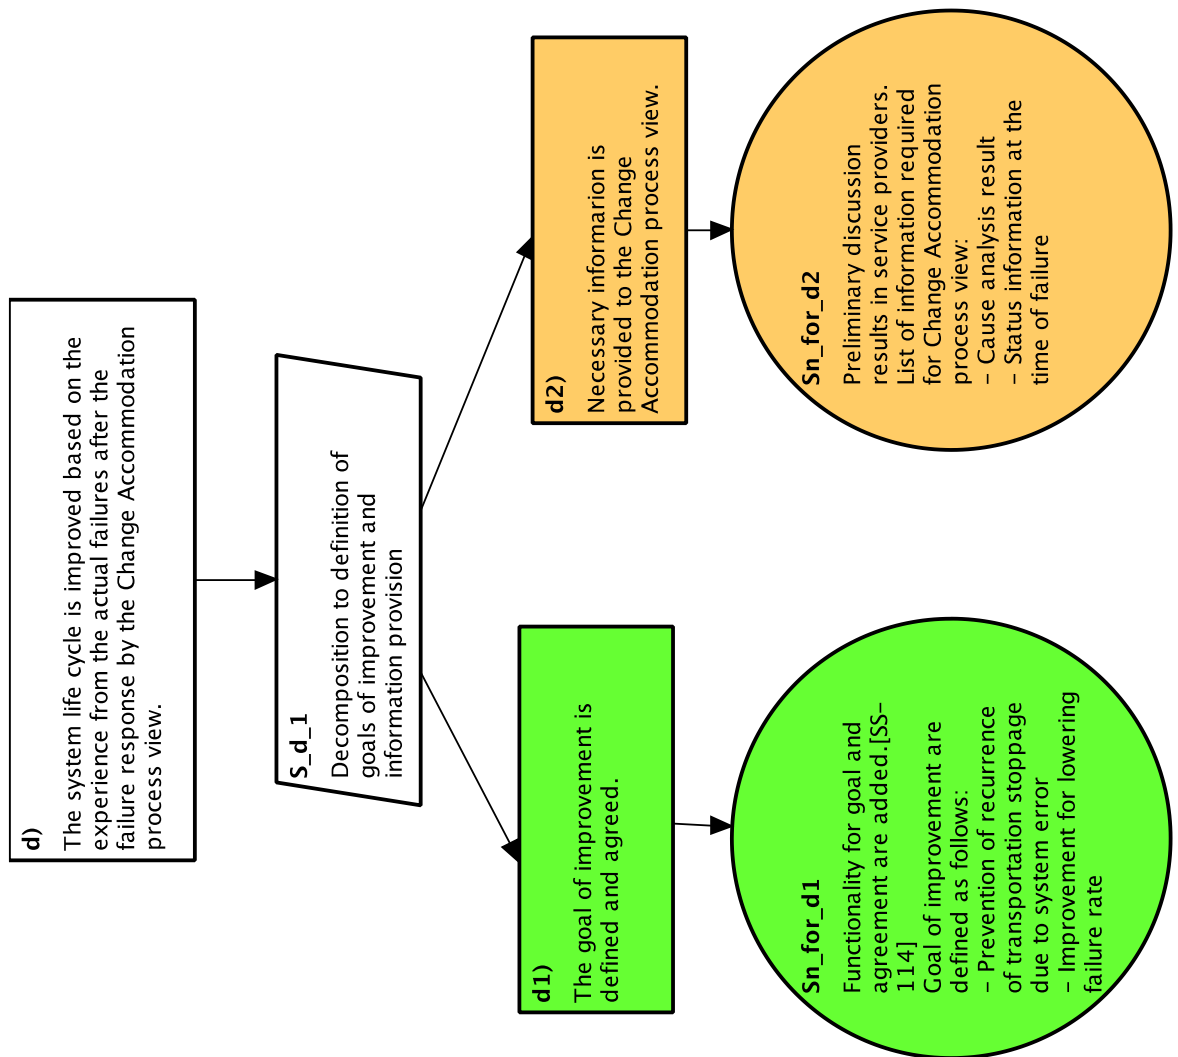 d)
The system life cycle is improved based on the
experience from the actual failures after the
failure response by the Change Accommodation
process view.
S_d_1
Decomposition to definition of
goals of improvement and
information provision
d1)
The goal of improvement is
defined and agreed.
d2)
Necessary informarion is
provided to the Change
Accommodation process view.
Sn_for_d1
Functionality for goal and
agreement are added.[SS-
114]
Goal of improvement are
defined as follows:
- Prevention of recurrence
of transportation stoppage
due to system error
- Improvement for lowering
failure rate
Sn_for_d2
Preliminary discussion
results in service providers.
List of information required
for Change Accommodation
process view:
- Cause analysis result
- Status information at the
time of failure